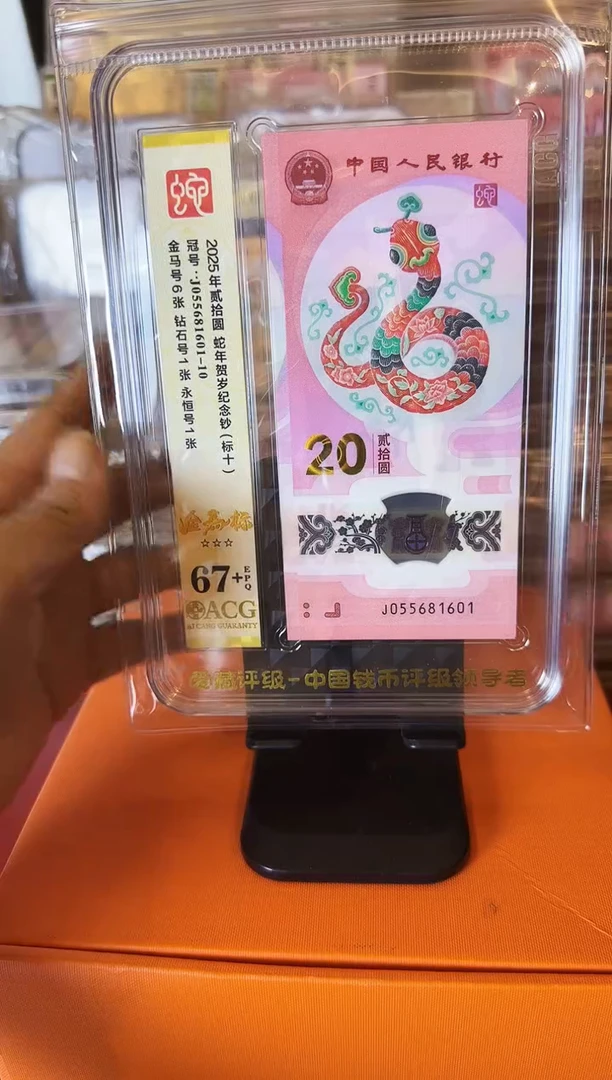 蛇
2025年贰拾圆 蛇年贺岁纪念钞(标十)
冠号:J055681601-10
金马号6张 钻石号1张 永恒号1张
☆☆☆
67+
EPQ
ACG
中国人民银行
蛇
20
贰拾圆
J055681601
爱藏评级-中国钱币评级领导者